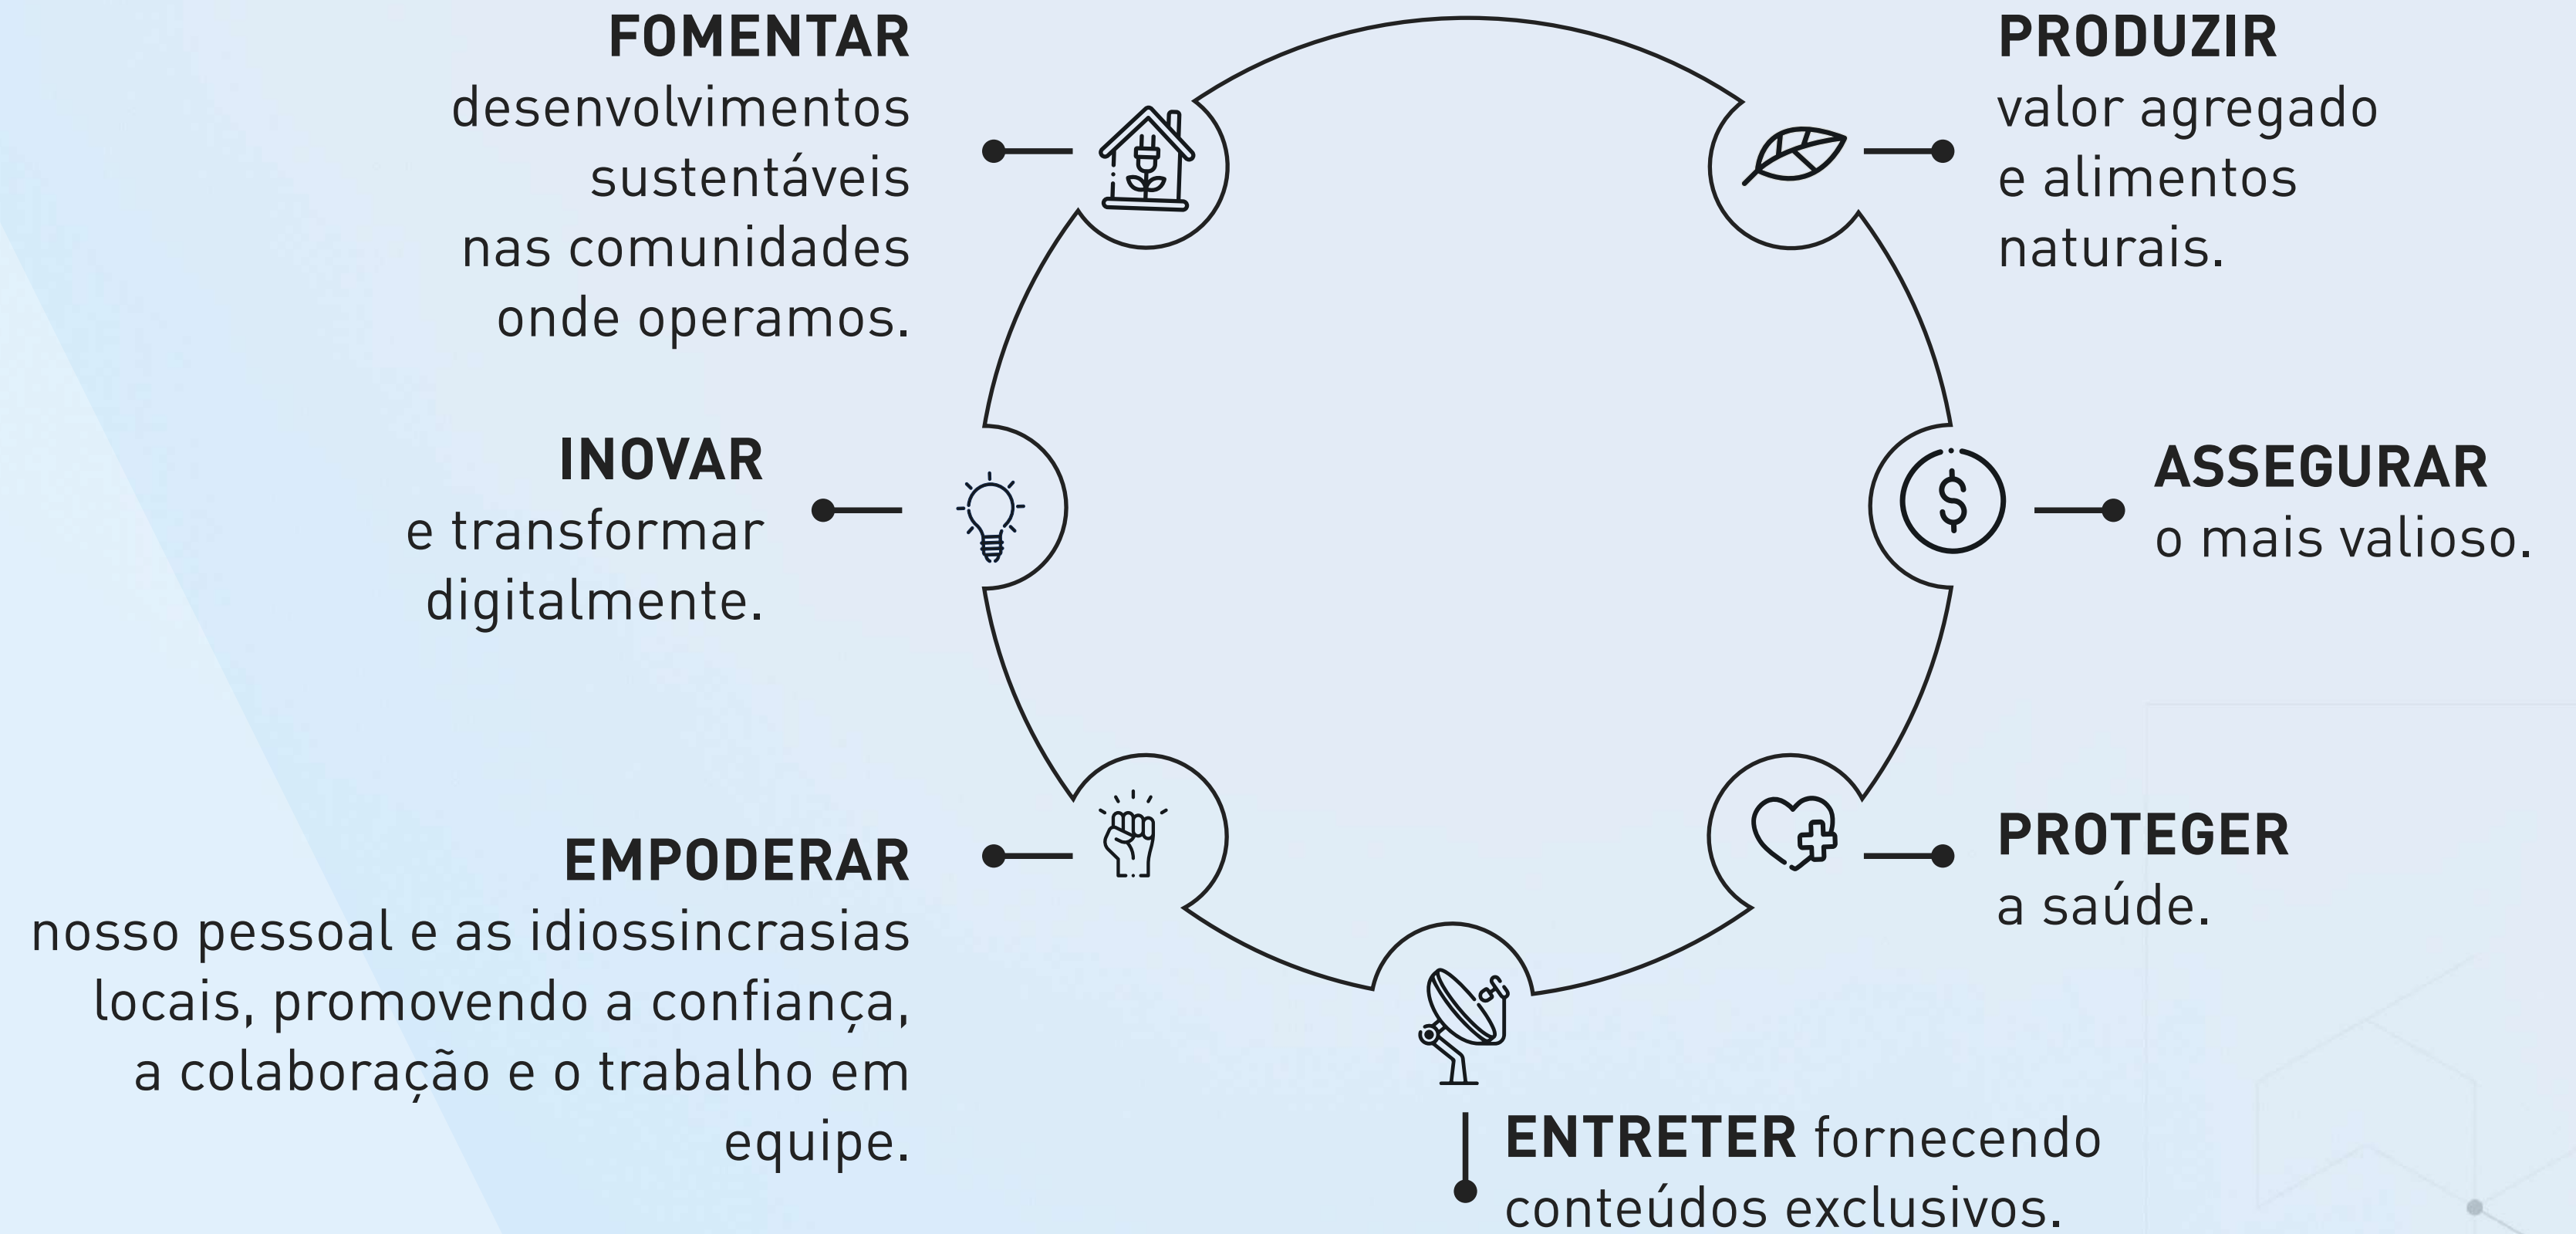 FOMENTAR
desenvolvimentos
sustentáveis
nas comunidades
onde operamos.
PRODUZIR
valor agregado
e alimentos
naturais.
INOVAR
e transformar
digitalmente.
ASSEGURAR
o mais valioso.
EMPODERAR
nosso pessoal e as idiossincrasias
locais, promovendo a confiança,
a colaboração e o trabalho em
equipe.
PROTEGER
a saúde.
ENTRETER fornecendo
conteúdos exclusivos.